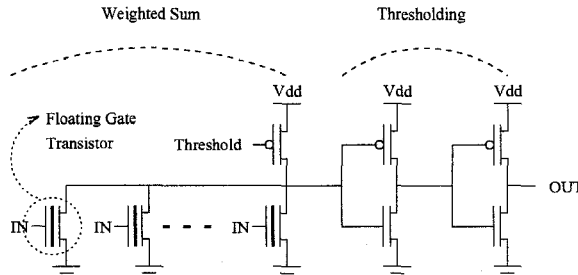 Weighted Sum
Thresholding
Vdd
Vdd
Vdd
Floating Gate
Transistor
Threshold
OUT
IN
IN
IN